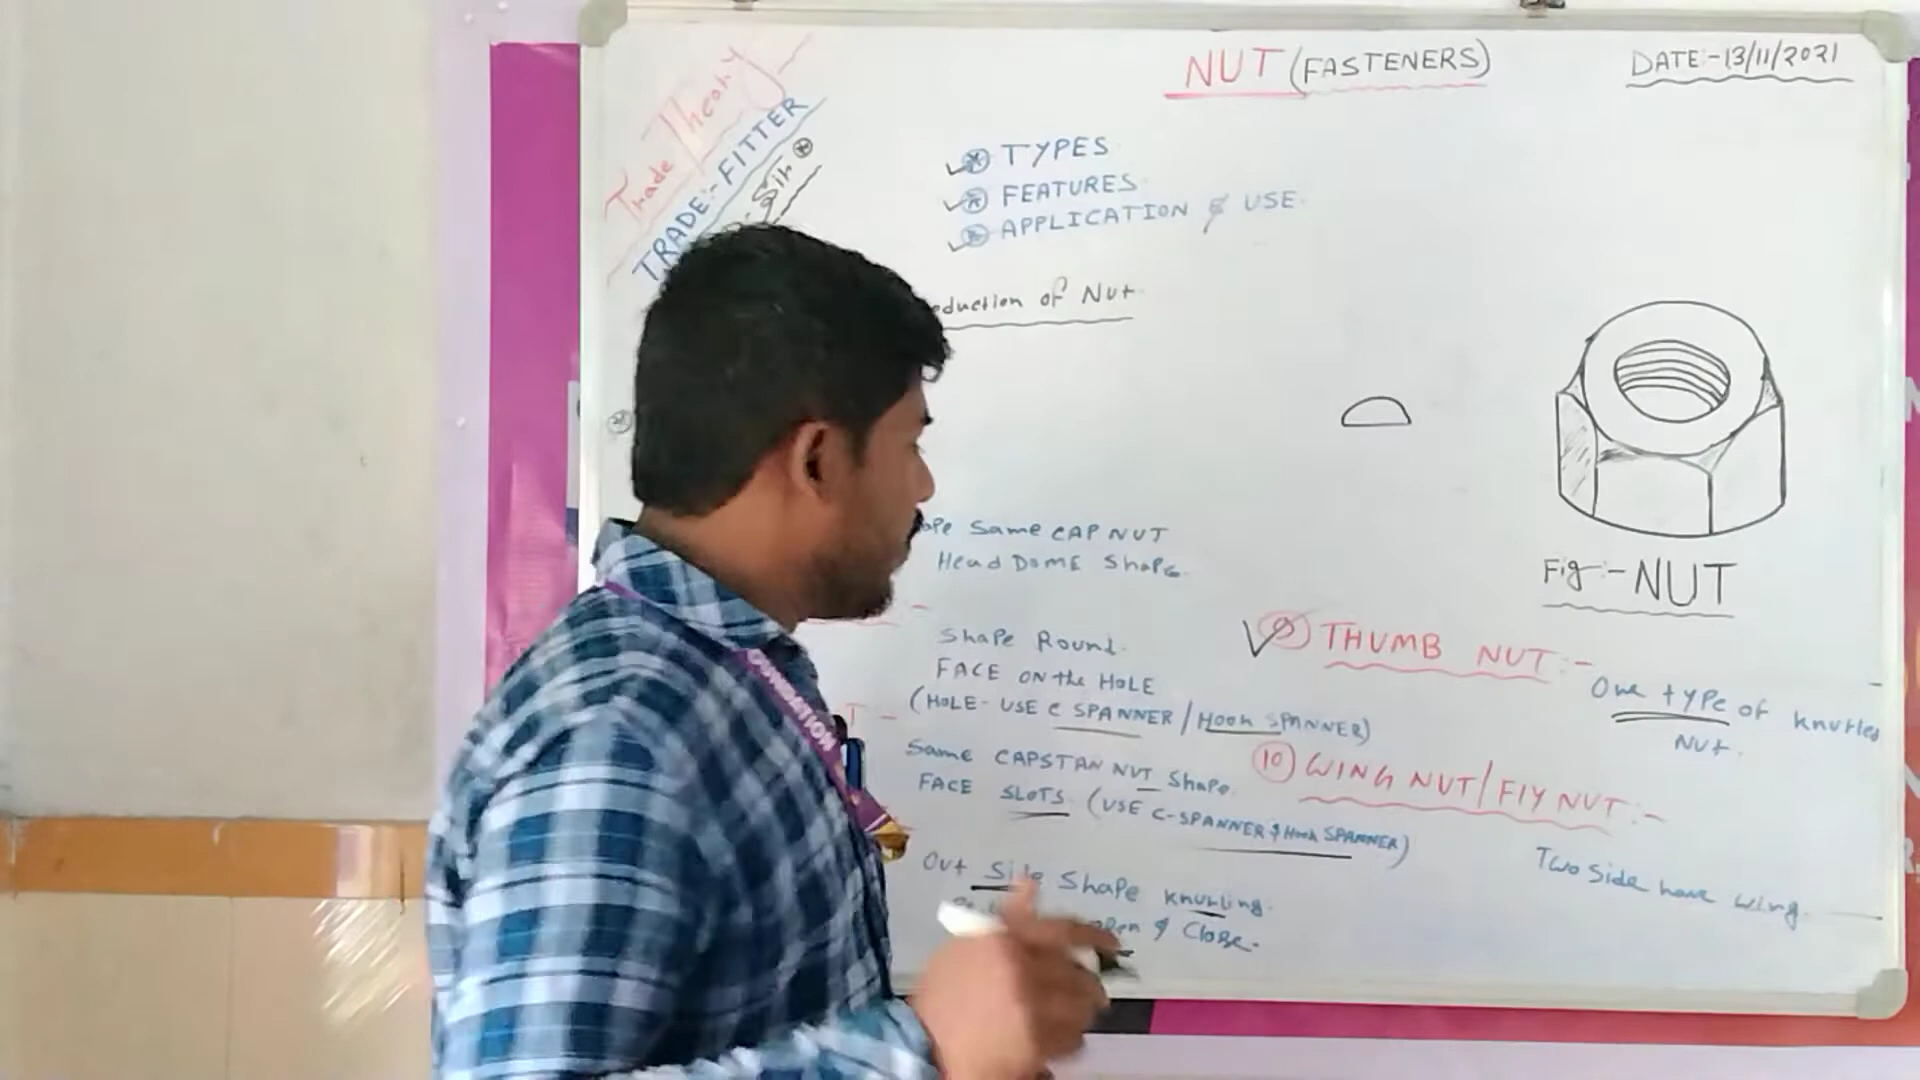 Trade Theory
TRADE:-FITTER
Sir
NUT (FASTENERS)
DATE:-13/11/2021
TYPES
FEATURES
APPLICATION & USE
oduction of Nut
ope Same CAP NUT
Head DOME Shape
Fig:-NUT
Shape Round.
FACE ON the HOLE
(HOLE- USE C SPANNER / Hook SPANNER)
T -
Same CAPSTAN NUT Shape.
FACE SLOTS (USE C-SPANNER & Hook SPANNER)
Out Side Shape knurling.
open & Close.
9 THUMB NUT:-
One type of knurled
Nut.
10 WING NUT/FIY NUT:-
Two Side have wing.
OUNDATION